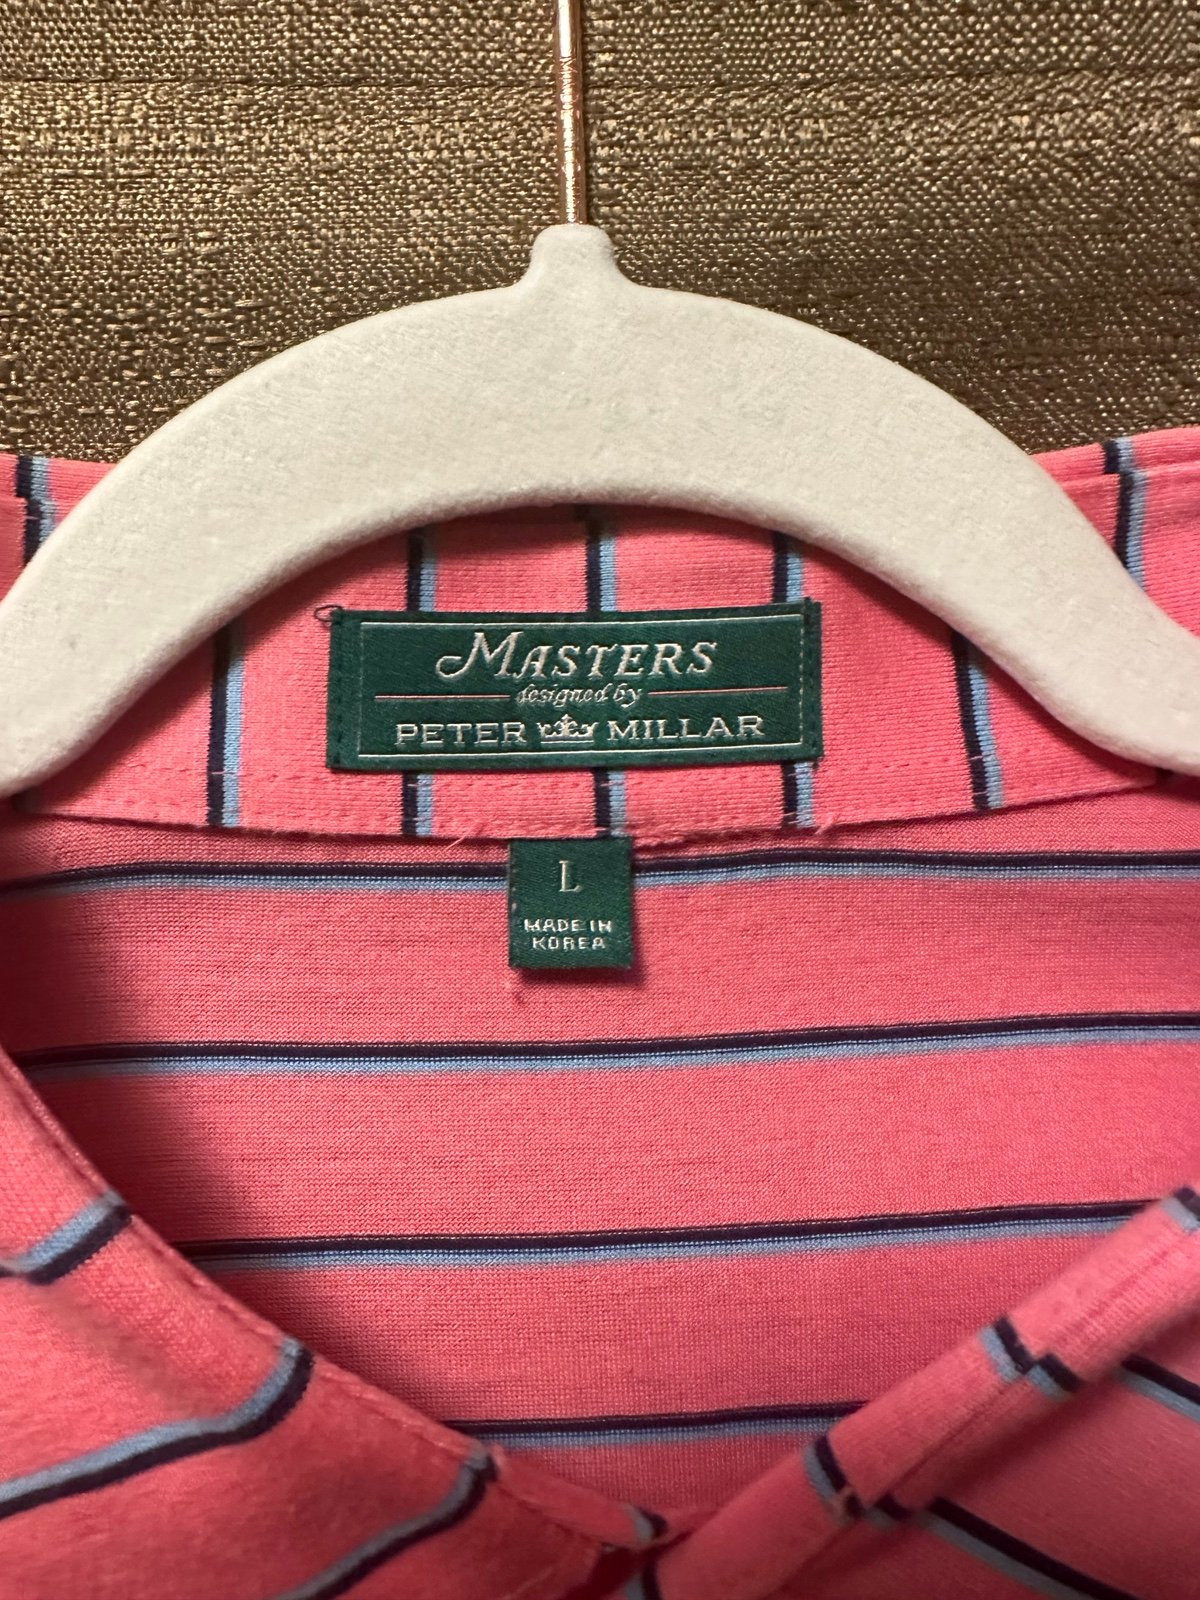 MASTERS
designed by
PETER MILLAR
L
MADE IN
KOREA